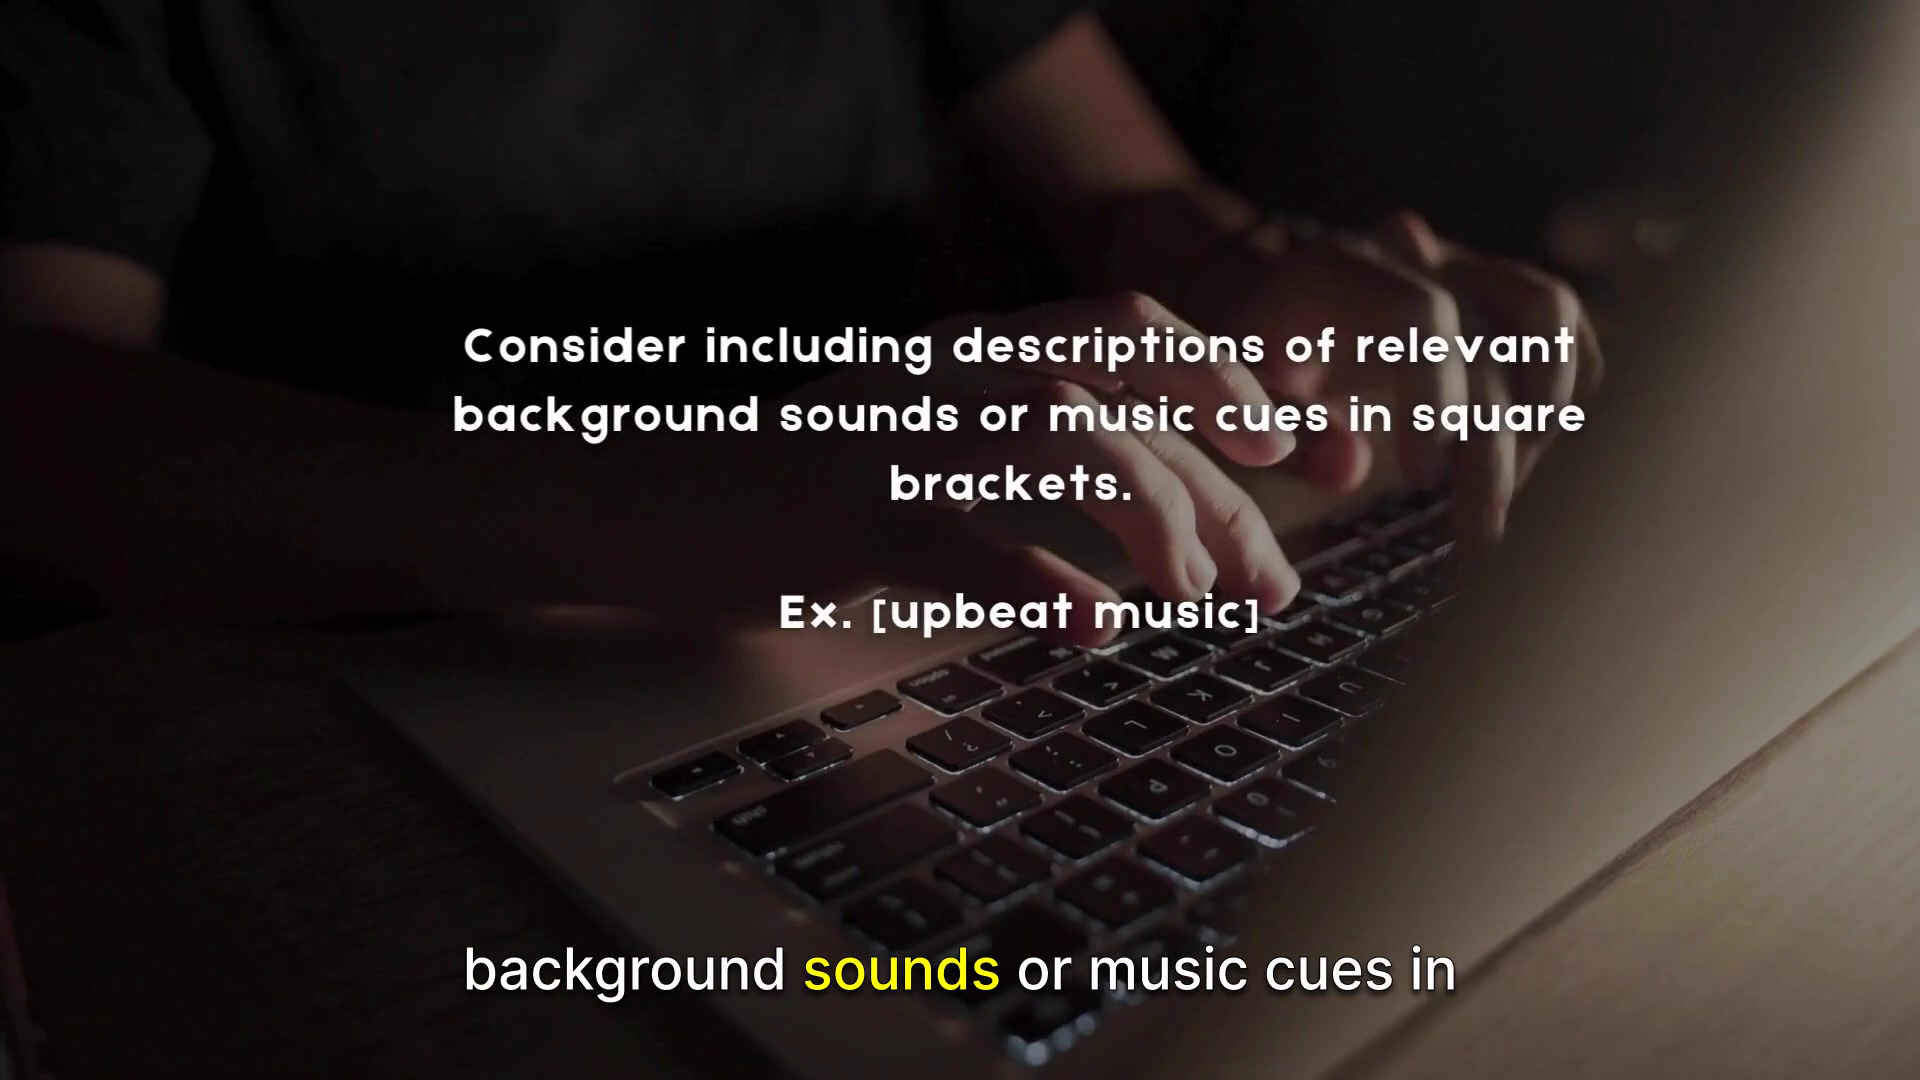 Consider including descriptions of relevant
background sounds or music cues in square
brackets.
Ex. [upbeat music]
background sounds or music cues in